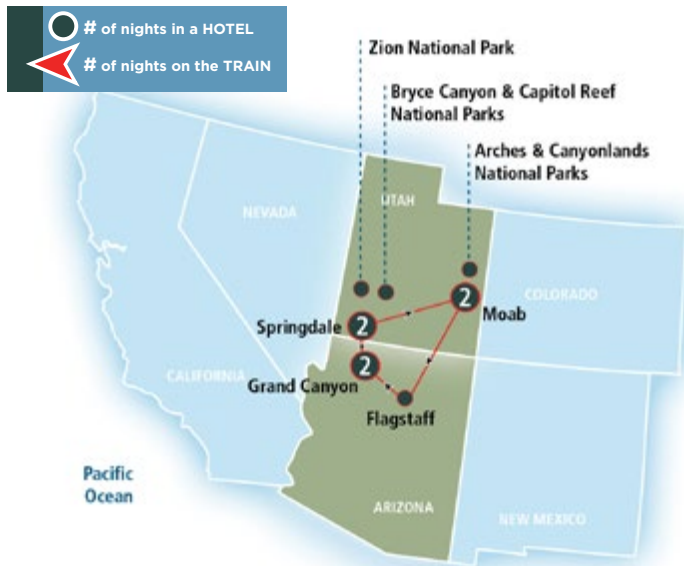 # of nights in a HOTEL
# of nights on the TRAIN
Zion National Park
Bryce Canyon & Capitol Reef
National Parks
Arches & Canyonlands
National Parks
UTAH
NEVADA
COLORADO
2
Moab
Springdale 2
CALIFORNIA
Grand Canyon 2
Flagstaff
Pacific
Ocean
ARIZONA
NEW MEXICO